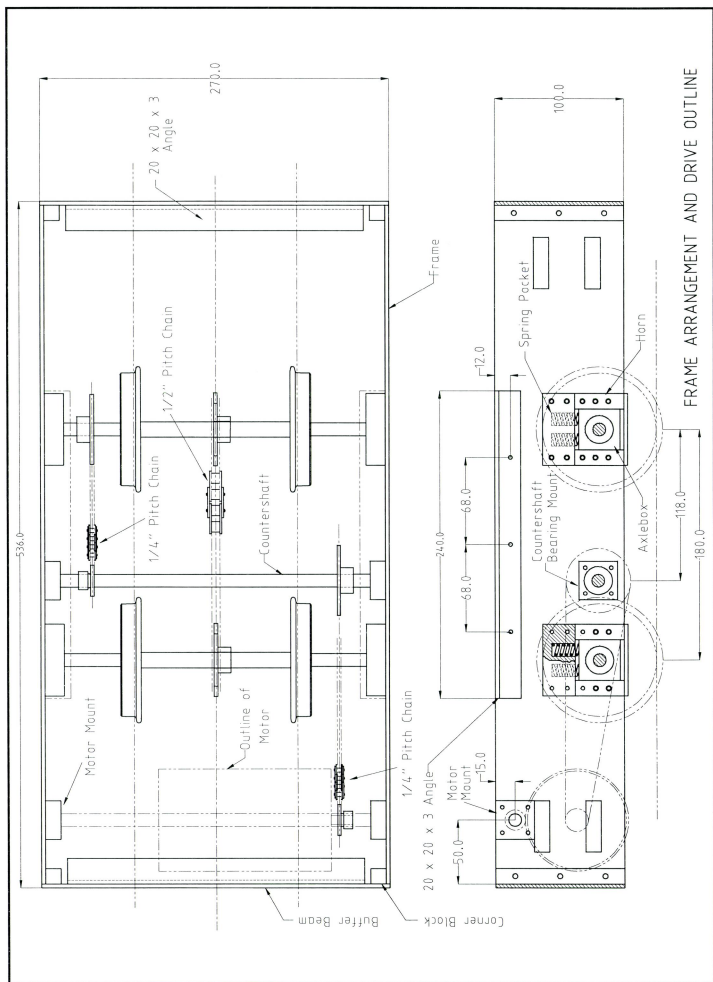 536.0
270.0
20 x 20 x 3
Angle
Frame
1/2" Pitch Chain
1/4" Pitch Chain
Countershaft
Motor Mount
Outline of
Motor
1/4" Pitch Chain
Buffer Beam
Corner Block
100.0
12.0
Spring Pocket
Horn
240.0
68.0
68.0
Countershaft
Bearing Mount
Axlebox
118.0
180.0
20 x 20 x 3 Angle
15.0
Motor
Mount
50.0
FRAME ARRANGEMENT AND DRIVE OUTLINE